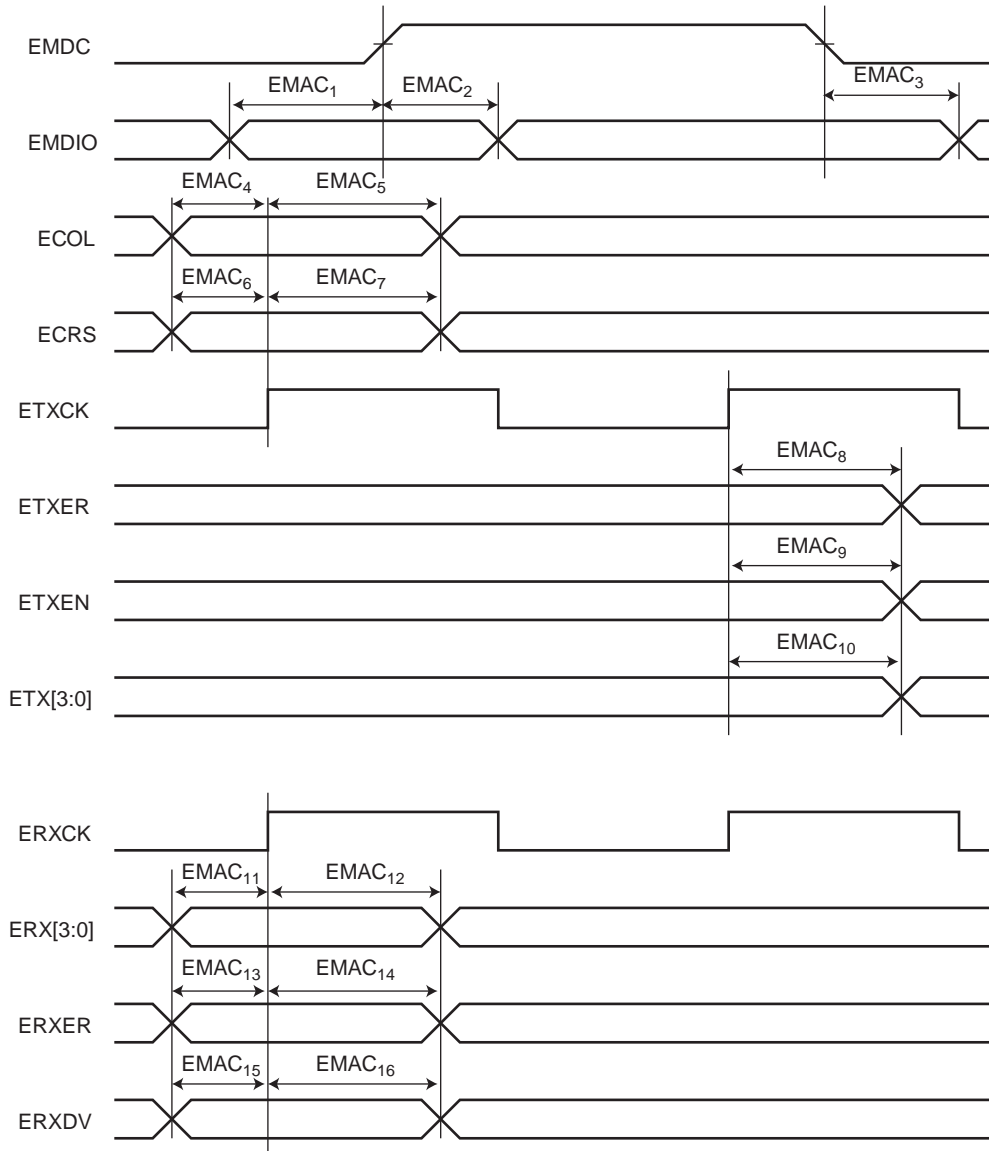 EMDC
EMAC₁ EMAC₂ EMAC₃
EMDIO
EMAC₄ EMAC₅
ECOL
EMAC₆ EMAC₇
ECRS
ETXCK
EMAC₈
ETXER
EMAC₉
ETXEN
EMAC₁₀
ETX[3:0]
ERXCK
EMAC₁₁ EMAC₁₂
ERX[3:0]
EMAC₁₃ EMAC₁₄
ERXER
EMAC₁₅ EMAC₁₆
ERXDV